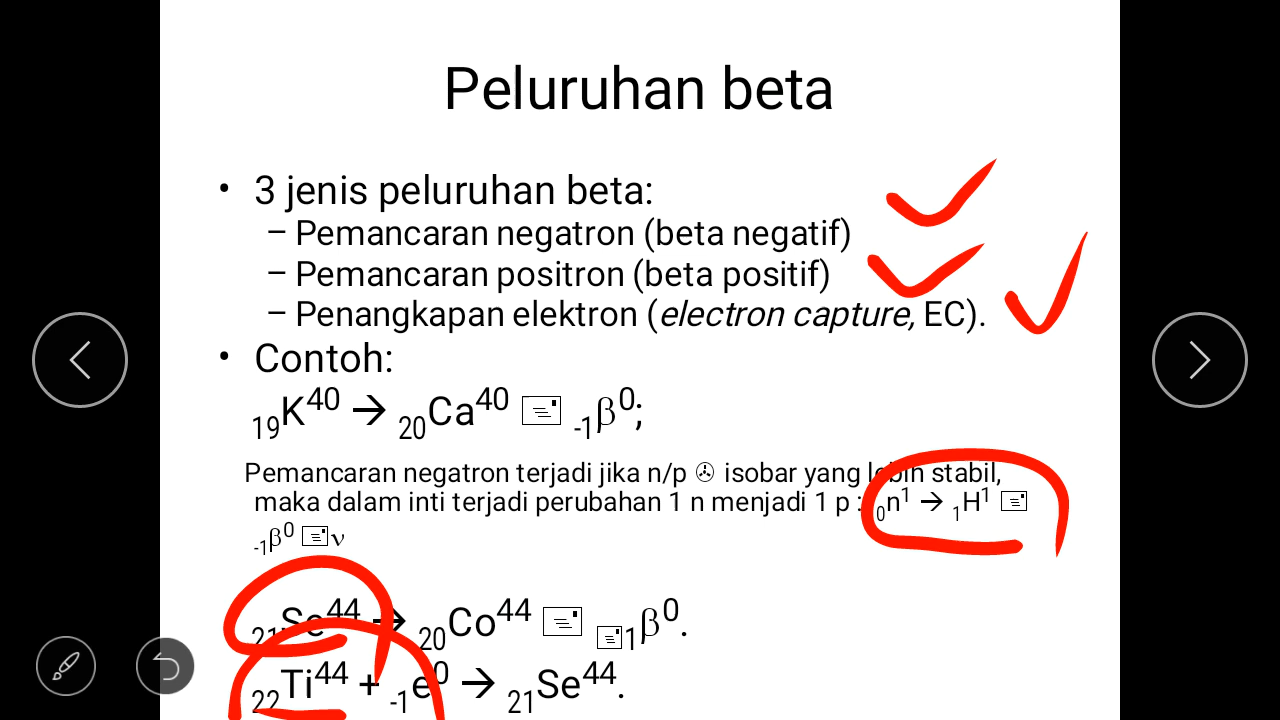 Peluruhan beta
• 3 jenis peluruhan beta:
– Pemancaran negatron (beta negatif)
– Pemancaran positron (beta positif)
– Penangkapan elektron (electron capture, EC).
• Contoh:
₁₉K⁴⁰ → ₂₀Ca⁴⁰ 🖃 ₋₁β⁰;
Pemancaran negatron terjadi jika n/p ✇ isobar yang lebih stabil,
maka dalam inti terjadi perubahan 1 n menjadi 1 p : ₀n¹ → ₁H¹ 🖃
₋₁β⁰ 🖃ν
₂₁Se⁴⁴ → ₂₀Co⁴⁴ 🖃 🖃₁β⁰.
₂₂Ti⁴⁴ + ₋₁e⁰ → ₂₁Se⁴⁴.